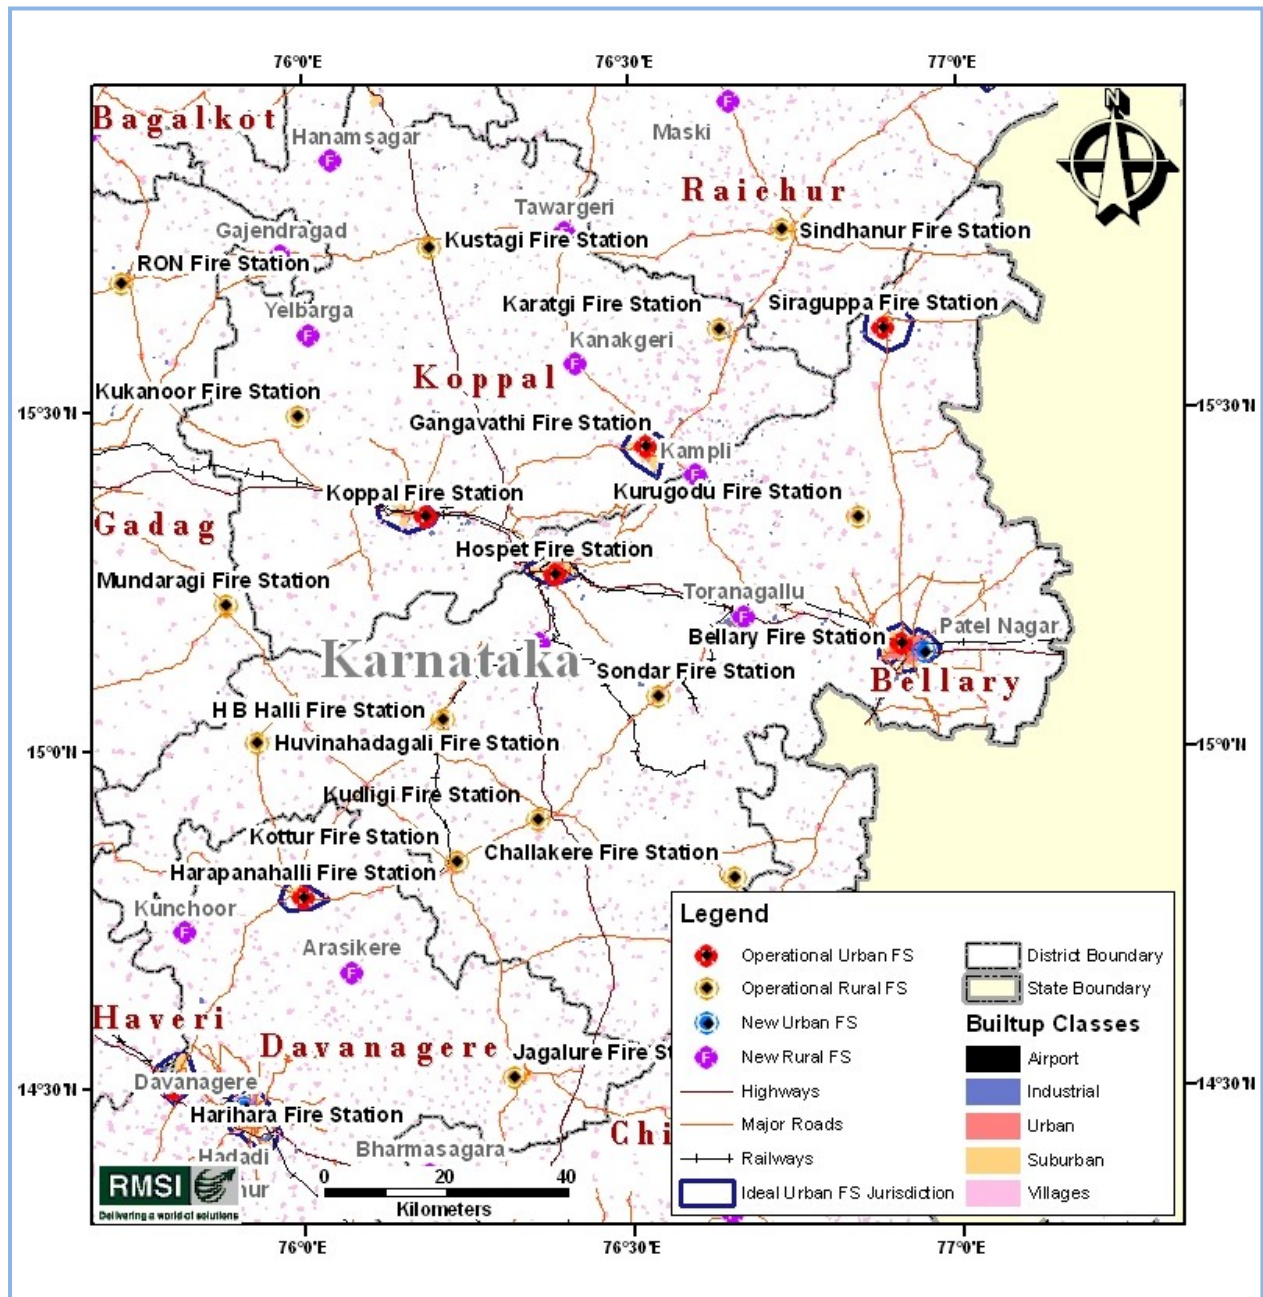 76°0'E 76°30'E 77°0'E
N
Bagalkot
Hanamsagar
Maski
Raichur
Tawargeri
Gajendragad
Kustagi Fire Station
Sindhanur Fire Station
RON Fire Station
Karatgi Fire Station
Siraguppa Fire Station
Yelbarga
Kanakgeri
Koppal
Kukanoor Fire Station
15°30'N
15°30'N
Gangavathi Fire Station
Kampli
Koppal Fire Station
Kurugodu Fire Station
Gadag
Hospet Fire Station
Mundaragi Fire Station
Toranagallu
Patel Nagar
Bellary Fire Station
Karnataka
Sondar Fire Station
Bellary
H B Halli Fire Station
Huvinahadagali Fire Station
15°0'N
15°0'N
Kudligi Fire Station
Kottur Fire Station
Challakere Fire Station
Harapanahalli Fire Station
Kunchoor
Arasikere
Haveri
Davanagere
Jagalure Fire St
Davanagere
14°30'N
14°30'N
Harihara Fire Station
Chi
Bharmasagara
Hadadi
nur
Legend
Operational Urban FS
Operational Rural FS
New Urban FS
New Rural FS
Highways
Major Roads
Railways
Ideal Urban FS Jurisdiction
District Boundary
State Boundary
Builtup Classes
Airport
Industrial
Urban
Suburban
Villages
RMSI
Delivering a world of solutions
0 20 40
Kilometers
76°0'E 76°30'E 77°0'E